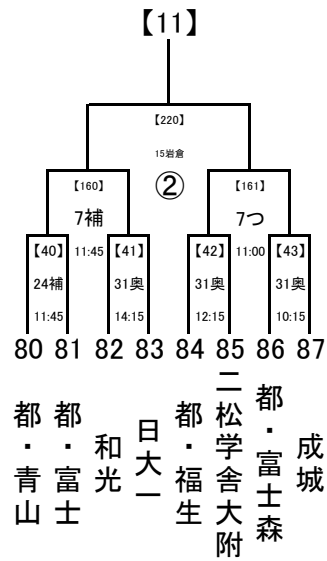 【11】
【220】
15岩倉
②
【160】 【161】
7補 7つ
11:45 11:00
【40】 【41】 【42】 【43】
24補 31奥 31奥 31奥
11:45 14:15 12:15 10:15
80 81 82 83 84 85 86 87
都・青山
都・富士
和光
日大一
都・福生
二松学舎大附
都・富士森
成城